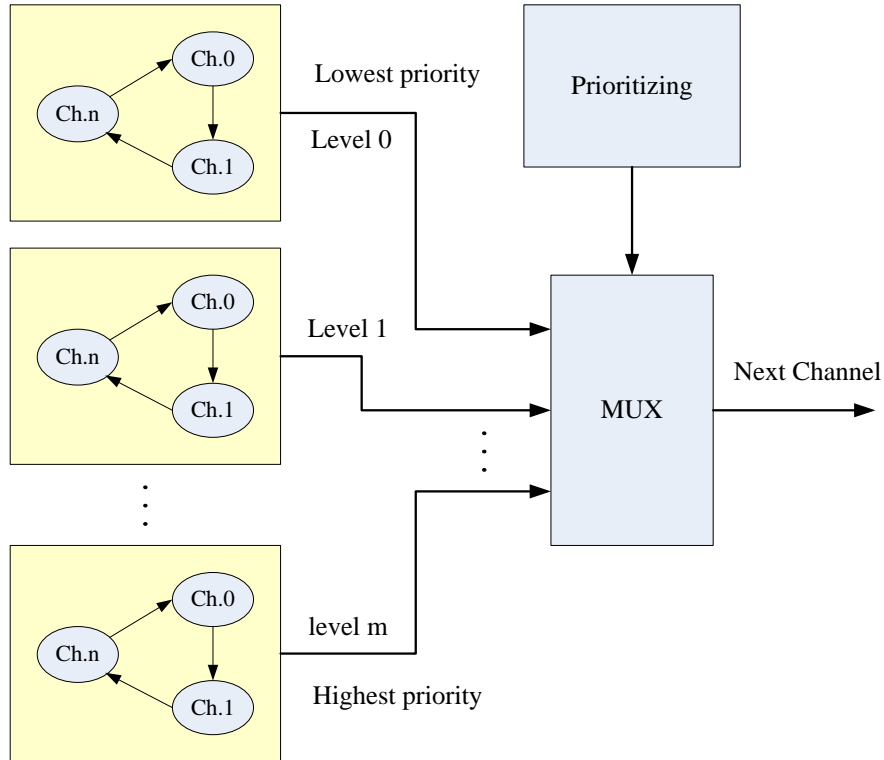 Ch.0
Ch.n
Ch.1
Lowest priority
Level 0
Prioritizing
Ch.0
Ch.n
Ch.1
Level 1
MUX
Next Channel
Ch.0
Ch.n
Ch.1
level m
Highest priority